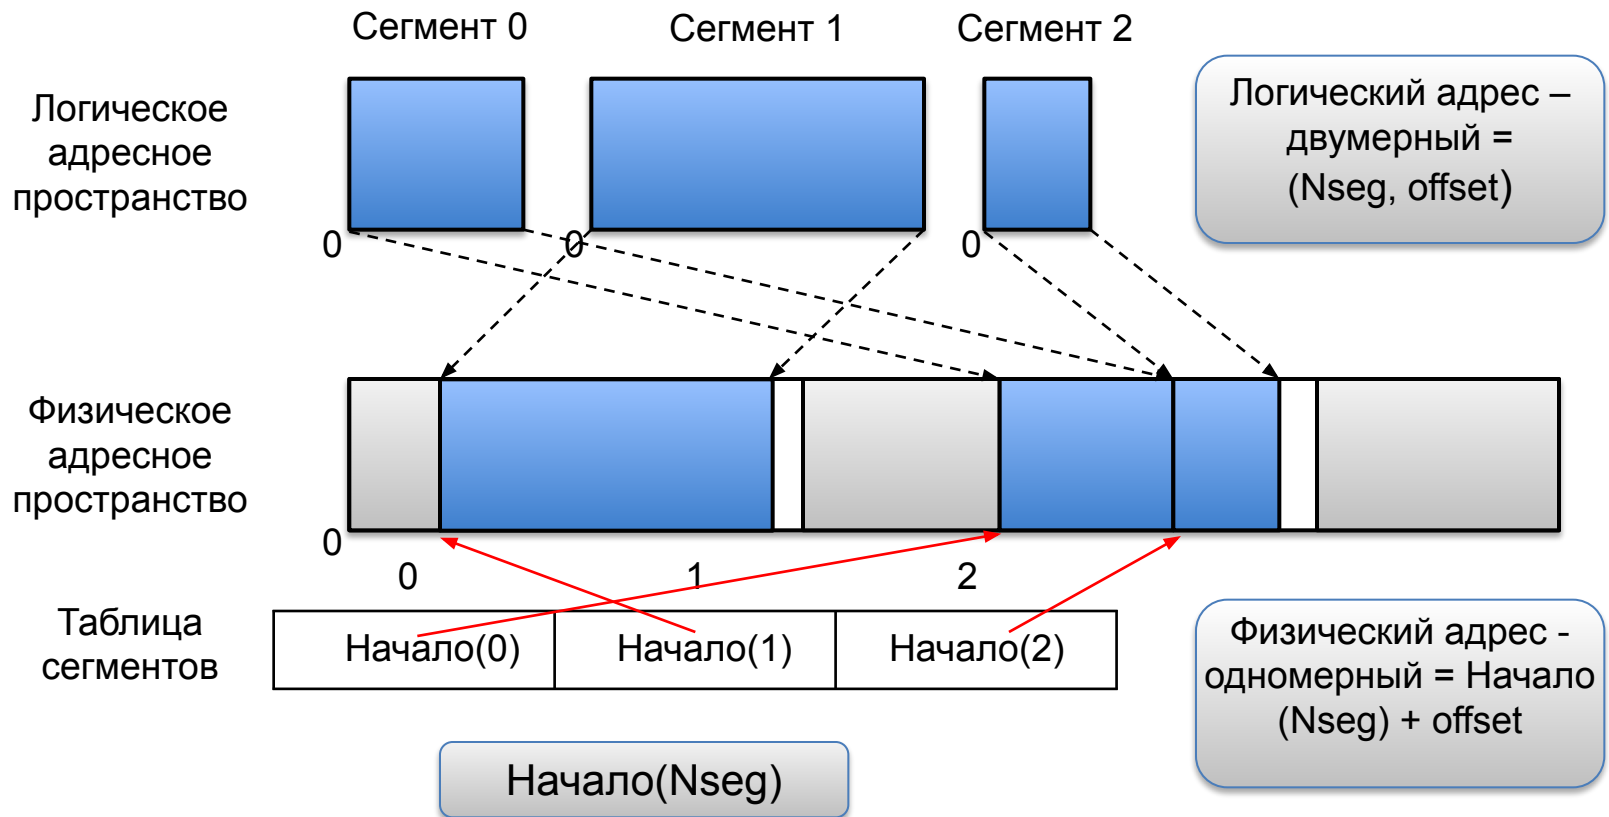 Сегмент 0
Сегмент 1
Сегмент 2
Логическое
адресное
пространство
0
0
0
Логический адрес –
двумерный =
(Nseg, offset)
Физическое
адресное
пространство
0
0
1
2
Таблица
сегментов
Начало(0)
Начало(1)
Начало(2)
Физический адрес -
одномерный = Начало
(Nseg) + offset
Начало(Nseg)